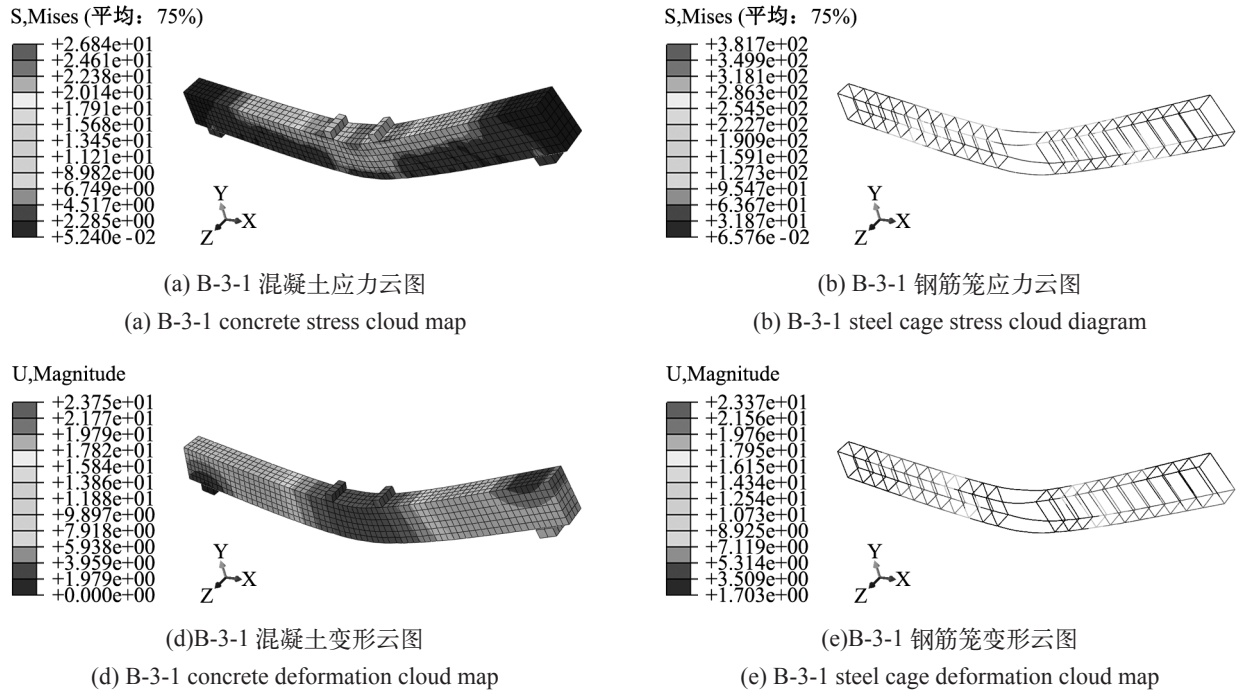 S,Mises (平均：75%)
+2.684e+01
+2.461e+01
+2.238e+01
+2.014e+01
+1.791e+01
+1.568e+01
+1.345e+01
+1.121e+01
+8.982e+00
+6.749e+00
+4.517e+00
+2.285e+00
+5.240e -02
Y
X
Z
(a) B-3-1 混凝土应力云图
(a) B-3-1 concrete stress cloud map
S,Mises (平均：75%)
+3.817e+02
+3.499e+02
+3.181e+02
+2.863e+02
+2.545e+02
+2.227e+02
+1.909e+02
+1.591e+02
+1.273e+02
+9.547e+01
+6.367e+01
+3.187e+01
+6.576e -02
Y
X
Z
(b) B-3-1 钢筋笼应力云图
(b) B-3-1 steel cage stress cloud diagram
U,Magnitude
+2.375e+01
+2.177e+01
+1.979e+01
+1.782e+01
+1.584e+01
+1.386e+01
+1.188e+01
+9.897e+00
+7.918e+00
+5.938e+00
+3.959e+00
+1.979e+00
+0.000e+00
Y
X
Z
(d)B-3-1 混凝土变形云图
(d) B-3-1 concrete deformation cloud map
U,Magnitude
+2.337e+01
+2.156e+01
+1.976e+01
+1.795e+01
+1.615e+01
+1.434e+01
+1.254e+01
+1.073e+01
+8.925e+00
+7.119e+00
+5.314e+00
+3.509e+00
+1.703e+00
Y
X
Z
(e)B-3-1 钢筋笼变形云图
(e) B-3-1 steel cage deformation cloud map